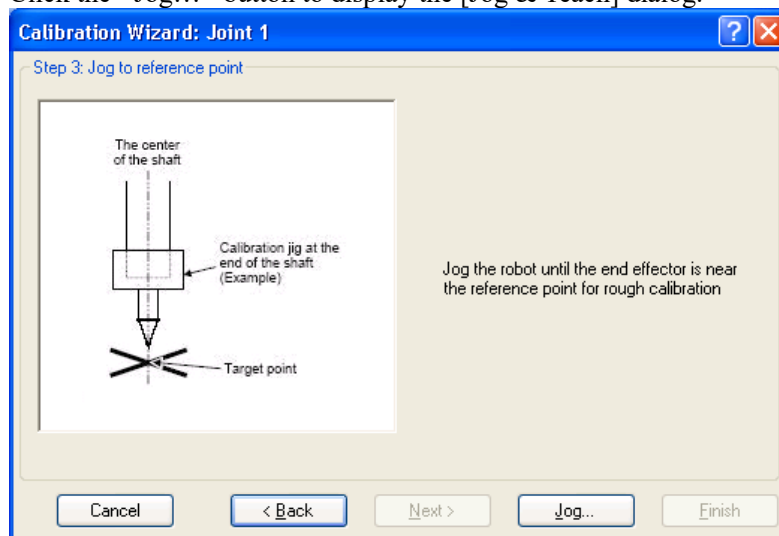 Click the "Jog..." button to display the [Jog & Teach] dialog.
Calibration Wizard: Joint 1
Step 3: Jog to reference point
The center
of the shaft
Calibration jig at the
end of the shaft
(Example)
Target point
Jog the robot until the end effector is near
the reference point for rough calibration
Cancel
< Back
Next >
Jog...
Finish